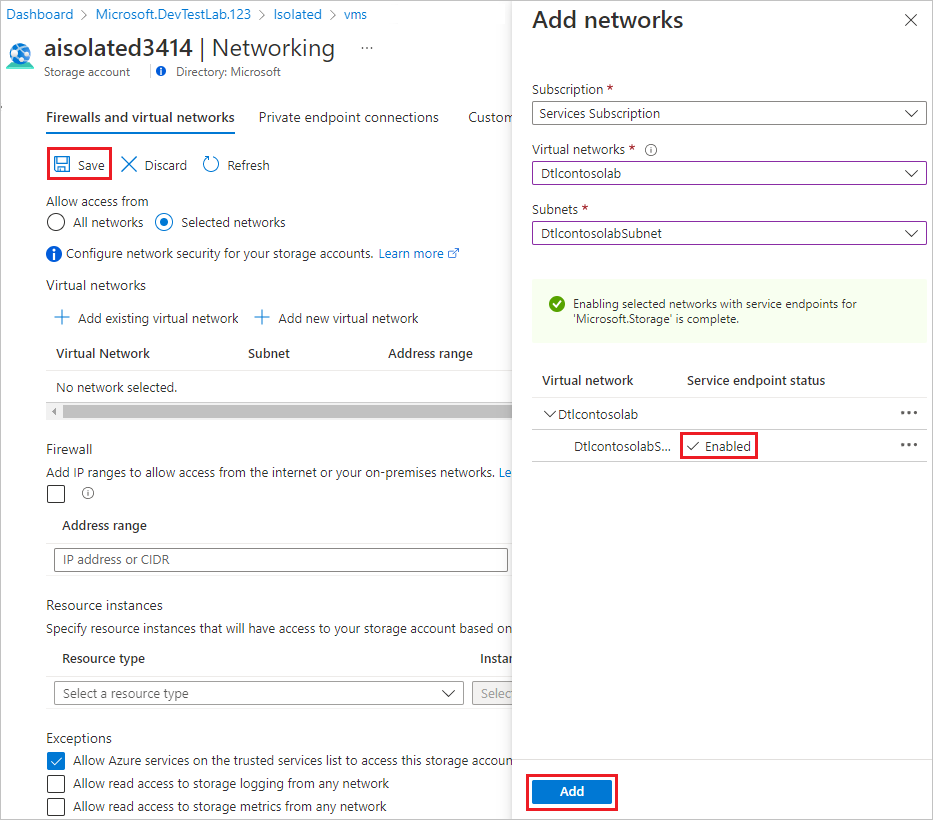 Dashboard > Microsoft.DevTestLab.123 > Isolated > vms
aisolated3414 | Networking ...
Storage account
Directory: Microsoft
Firewalls and virtual networks
Private endpoint connections
Custom
Save
Discard
Refresh
Allow access from
All networks
Selected networks
Configure network security for your storage accounts. Learn more
Virtual networks
Add existing virtual network
Add new virtual network
Virtual Network
Subnet
Address range
No network selected.
Firewall
Add IP ranges to allow access from the internet or your on-premises networks. Le
Address range
IP address or CIDR
Resource instances
Specify resource instances that will have access to your storage account based on
Resource type
Instan
Select a resource type
Selec
Exceptions
Allow Azure services on the trusted services list to access this storage accoun
Allow read access to storage logging from any network
Allow read access to storage metrics from any network
Add networks
Subscription *
Services Subscription
Virtual networks *
Dtlcontosolab
Subnets *
DtlcontosolabSubnet
Enabling selected networks with service endpoints for
'Microsoft.Storage' is complete.
Virtual network
Service endpoint status
Dtlcontosolab
...
DtlcontosolabS...
Enabled
...
Add